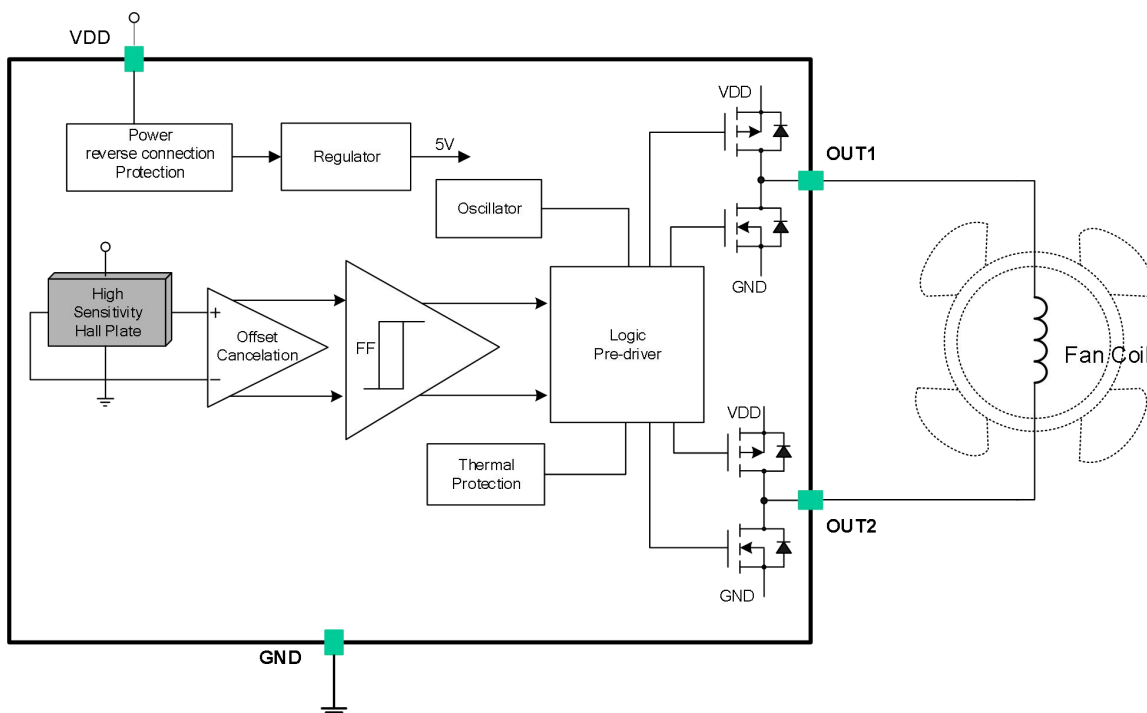 VDD
Power
reverse connection
Protection
Regulator
5V
Oscillator
VDD
OUT1
GND
High
Sensitivity
Hall Plate
+
−
Offset
Cancelation
FF
Logic
Pre-driver
Fan Coil
Thermal
Protection
VDD
OUT2
GND
GND